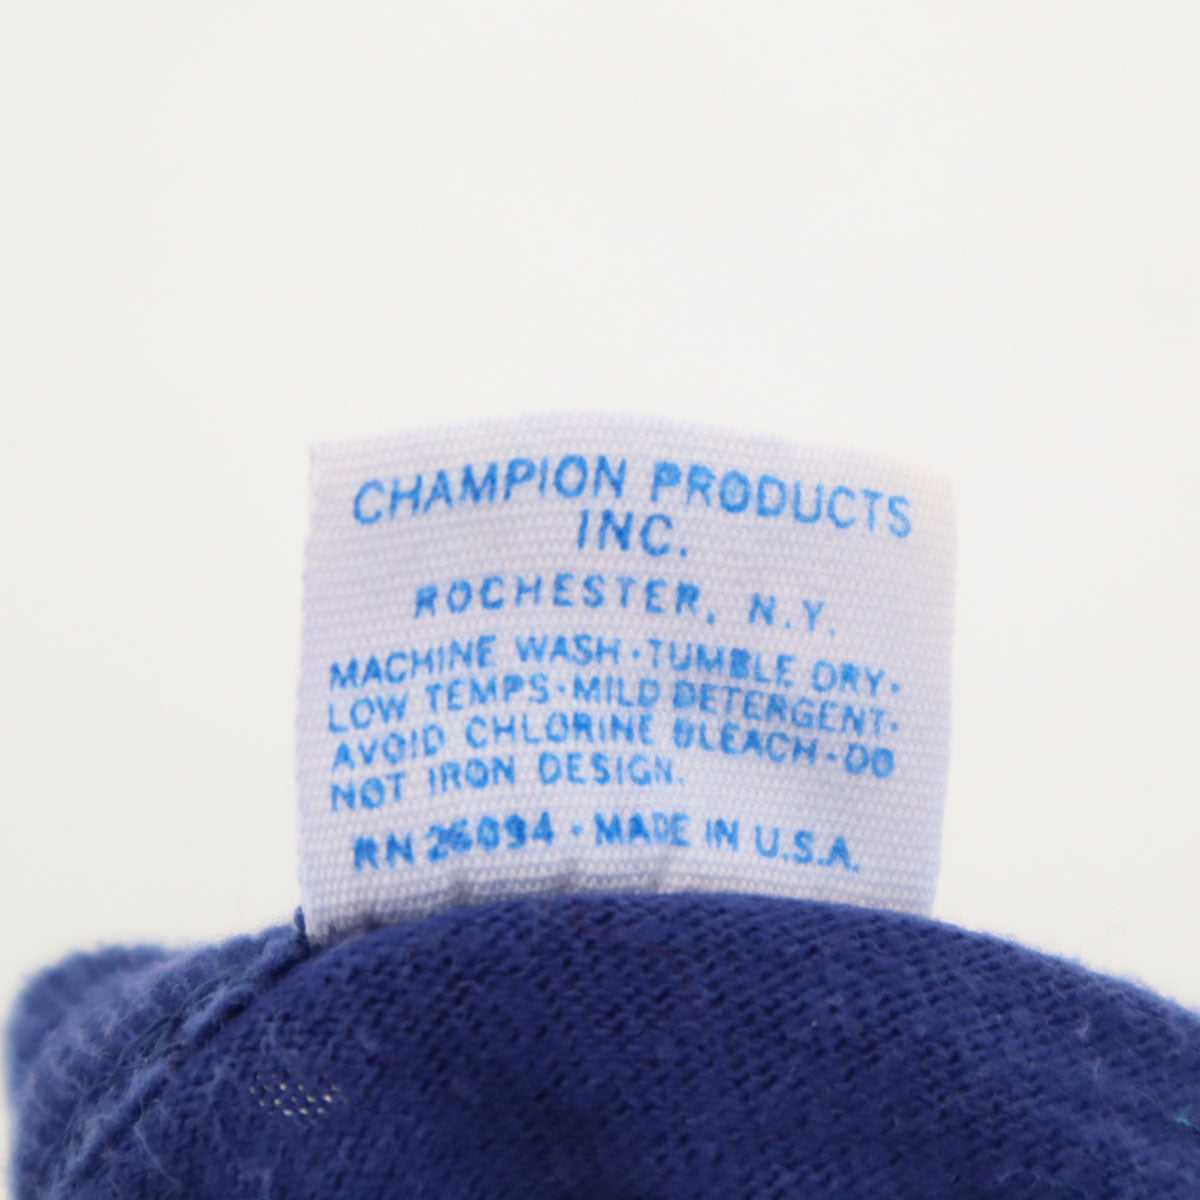 CHAMPION PRODUCTS
INC.
ROCHESTER, N.Y.
MACHINE WASH·TUMBLE DRY·
LOW TEMPS·MILD DETERGENT·
AVOID CHLORINE BLEACH·DO
NOT IRON DESIGN.
RN 26094 · MADE IN U.S.A.